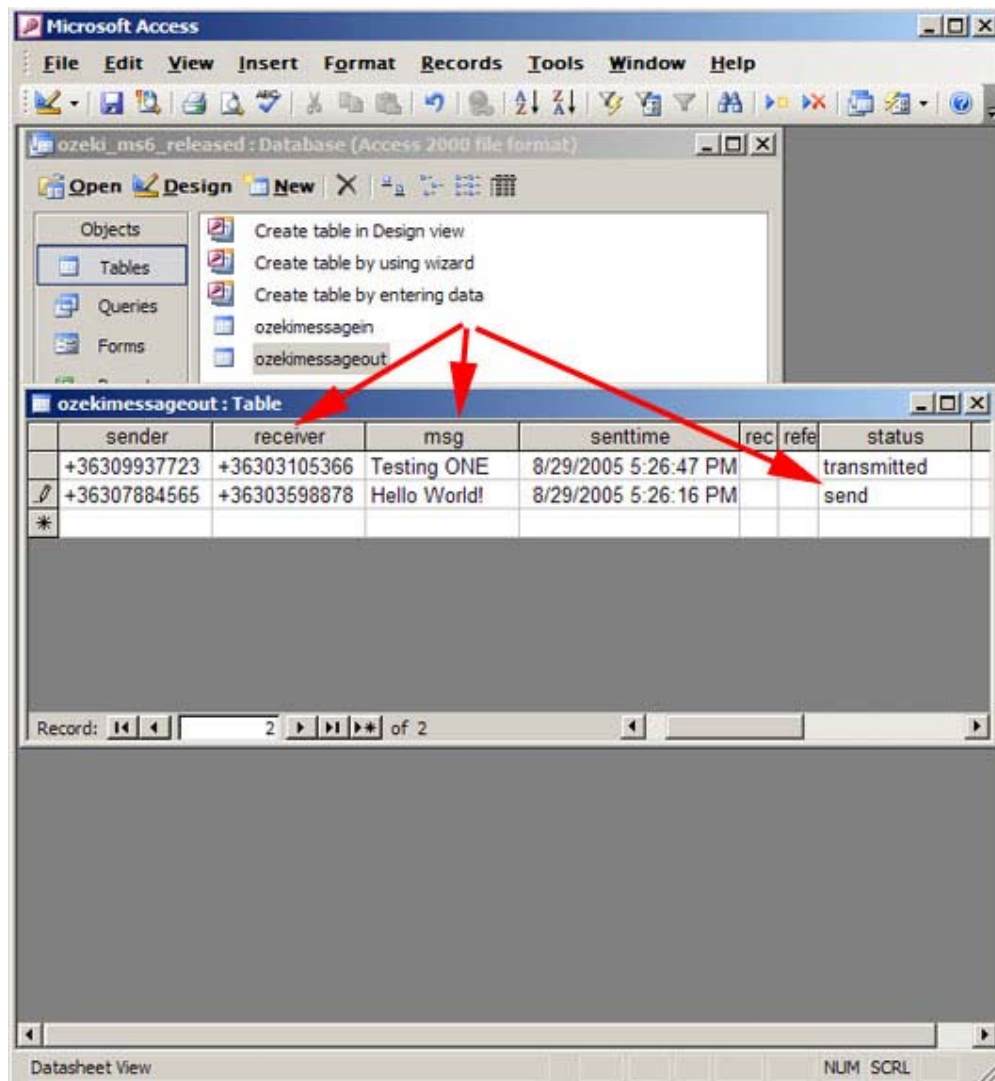 Microsoft Access
File Edit View Insert Format Records Tools Window Help
ozeki_ms6_released : Database (Access 2000 file format)
Open Design New
Objects
Create table in Design view
Tables
Create table by using wizard
Queries
Create table by entering data
ozekimessagein
Forms
ozekimessageout
ozekimessageout : Table
sender receiver msg senttime rec refe status
+36309937723 +36303105366 Testing ONE 8/29/2005 5:26:47 PM transmitted
+36307884565 +36303598878 Hello World! 8/29/2005 5:26:16 PM send
Record: 2 of 2
Datasheet View NUM SCRL